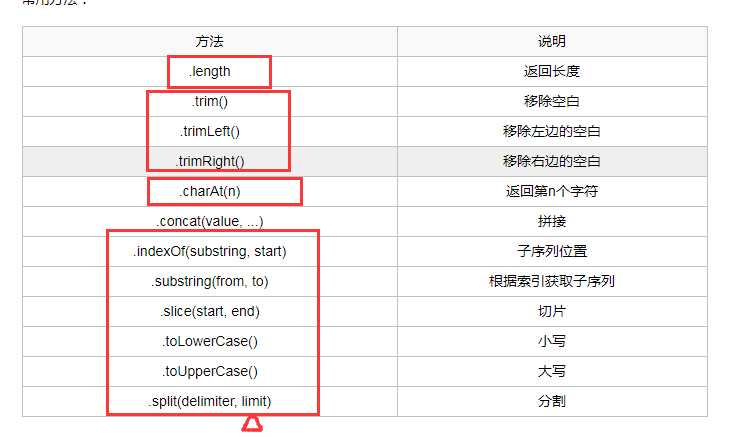 常用方法：
方法 说明
.length 返回长度
.trim() 移除空白
.trimLeft() 移除左边的空白
.trimRight() 移除右边的空白
.charAt(n) 返回第n个字符
.concat(value, ...) 拼接
.indexOf(substring, start) 子序列位置
.substring(from, to) 根据索引获取子序列
.slice(start, end) 切片
.toLowerCase() 小写
.toUpperCase() 大写
.split(delimiter, limit) 分割